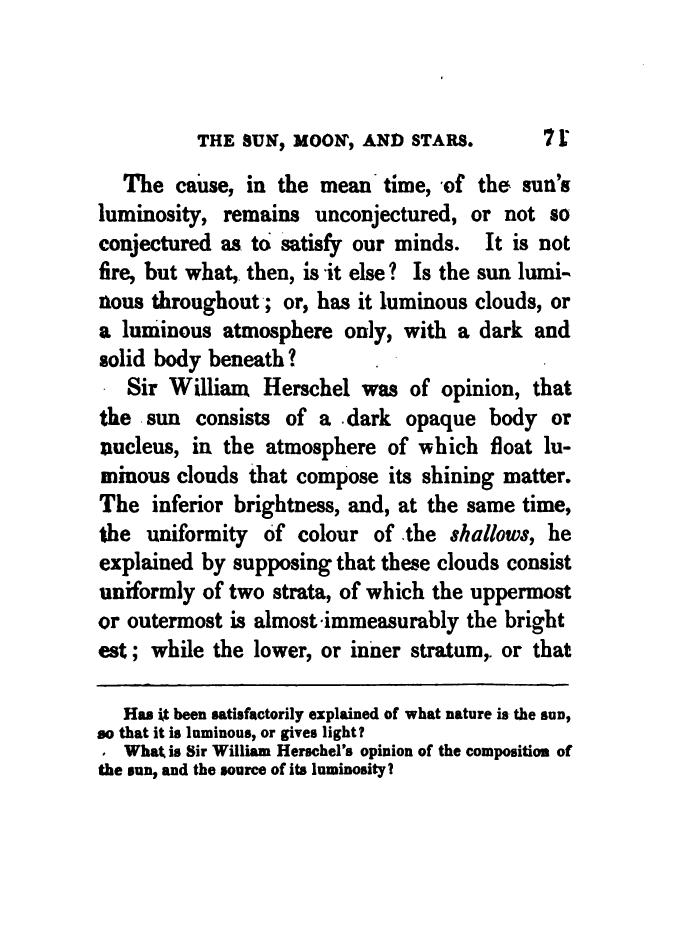 THE SUN, MOON, AND STARS. 71
The cause, in the mean time, of the sun's
luminosity, remains unconjectured, or not so
conjectured as to satisfy our minds. It is not
fire, but what, then, is it else? Is the sun lumi-
nous throughout; or, has it luminous clouds, or
a luminous atmosphere only, with a dark and
solid body beneath?
Sir William Herschel was of opinion, that
the sun consists of a dark opaque body or
nucleus, in the atmosphere of which float lu-
minous clouds that compose its shining matter.
The inferior brightness, and, at the same time,
the uniformity of colour of the shallows, he
explained by supposing that these clouds consist
uniformly of two strata, of which the uppermost
or outermost is almost immeasurably the bright
est; while the lower, or inner stratum, or that
Has it been satisfactorily explained of what nature is the sun,
so that it is luminous, or gives light?
What is Sir William Herschel's opinion of the composition of
the sun, and the source of its luminosity?